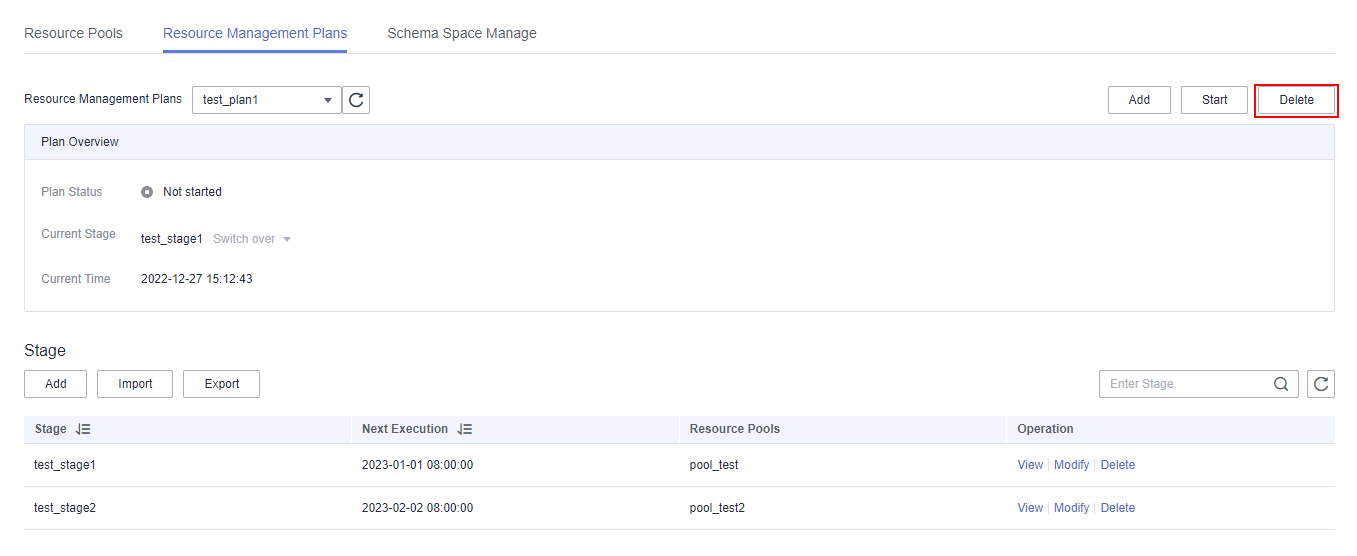 Resource Pools Resource Management Plans Schema Space Manage
Resource Management Plans test_plan1 Add Start Delete
Plan Overview
Plan Status Not started
Current Stage test_stage1 Switch over
Current Time 2022-12-27 15:12:43
Stage
Add Import Export Enter Stage.
Stage Next Execution Resource Pools Operation
test_stage1 2023-01-01 08:00:00 pool_test View Modify Delete
test_stage2 2023-02-02 08:00:00 pool_test2 View Modify Delete